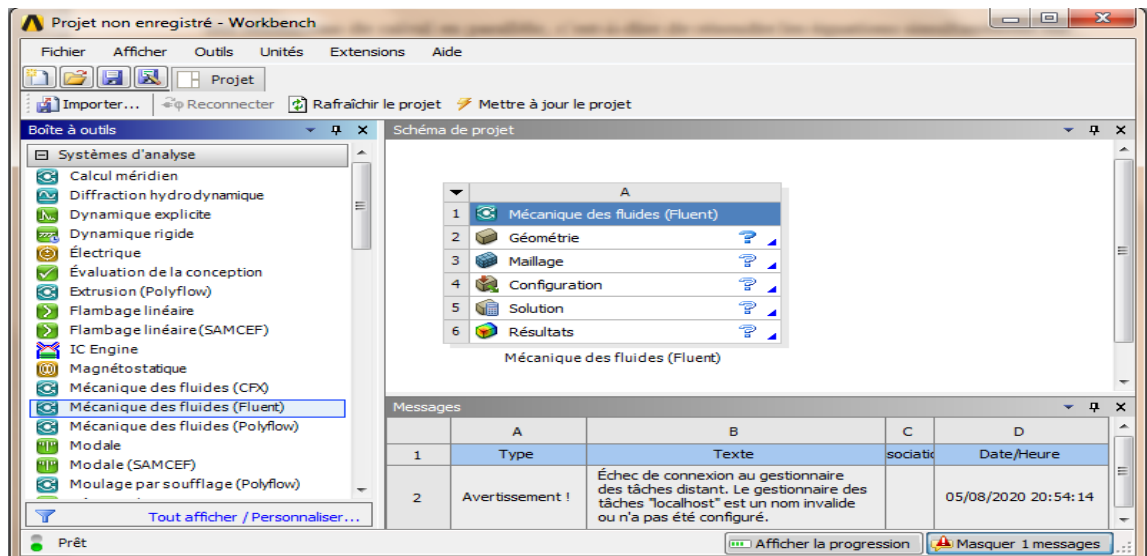 Projet non enregistré - Workbench
Fichier Afficher Outils Unités Extensions Aide
Projet
Importer... Reconnecter Rafraîchir le projet Mettre à jour le projet
Boîte à outils
Systèmes d'analyse
Calcul méridien
Diffraction hydrodynamique
Dynamique explicite
Dynamique rigide
Électrique
Évaluation de la conception
Extrusion (Polyflow)
Flambage linéaire
Flambage linéaire (SAMCEF)
IC Engine
Magnétostatique
Mécanique des fluides (CFX)
Mécanique des fluides (Fluent)
Mécanique des fluides (Polyflow)
Modale
Modale (SAMCEF)
Moulage par soufflage (Polyflow)
Tout afficher / Personnaliser...
Schéma de projet
A
1 Mécanique des fluides (Fluent)
2 Géométrie ?
3 Maillage ?
4 Configuration ?
5 Solution ?
6 Résultats ?
Mécanique des fluides (Fluent)
Messages
A B C D
1 Type Texte sociatio Date/Heure
2 Avertissement ! Échec de connexion au gestionnaire
des tâches distant. Le gestionnaire des
tâches "localhost" est un nom invalide
ou n'a pas été configuré.
05/08/2020 20:54:14
Prêt Afficher la progression Masquer 1 messages